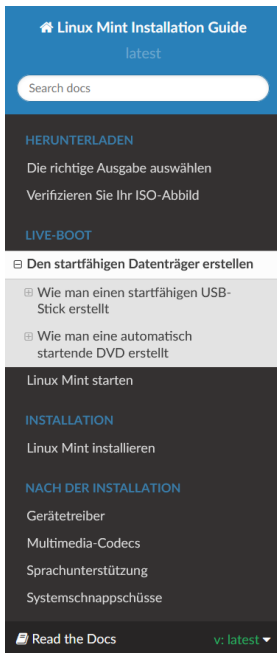 Linux Mint Installation Guide
latest
Search docs
HERUNTERLADEN
Die richtige Ausgabe auswählen
Verifizieren Sie Ihr ISO-Abbild
LIVE-BOOT
Den startfähigen Datenträger erstellen
Wie man einen startfähigen USB-
Stick erstellt
Wie man eine automatisch
startende DVD erstellt
Linux Mint starten
INSTALLATION
Linux Mint installieren
NACH DER INSTALLATION
Gerätetreiber
Multimedia-Codecs
Sprachunterstützung
Systemschnappschüsse
Read the Docs v: latest